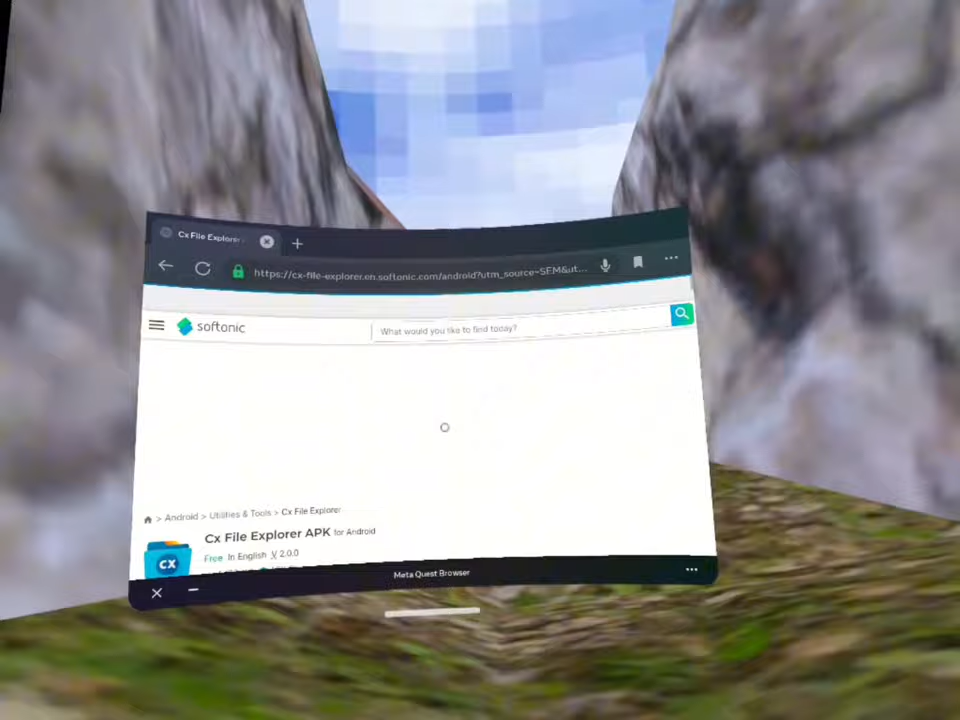 Cx File Explorer
https://cx-file-explorer.en.softonic.com/android?utm_source=SEM&ut...
softonic
What would you like to find today?
> Android > Utilities & Tools > Cx File Explorer
Cx File Explorer APK for Android
Free In English V 2.0.0
CX
Meta Quest Browser